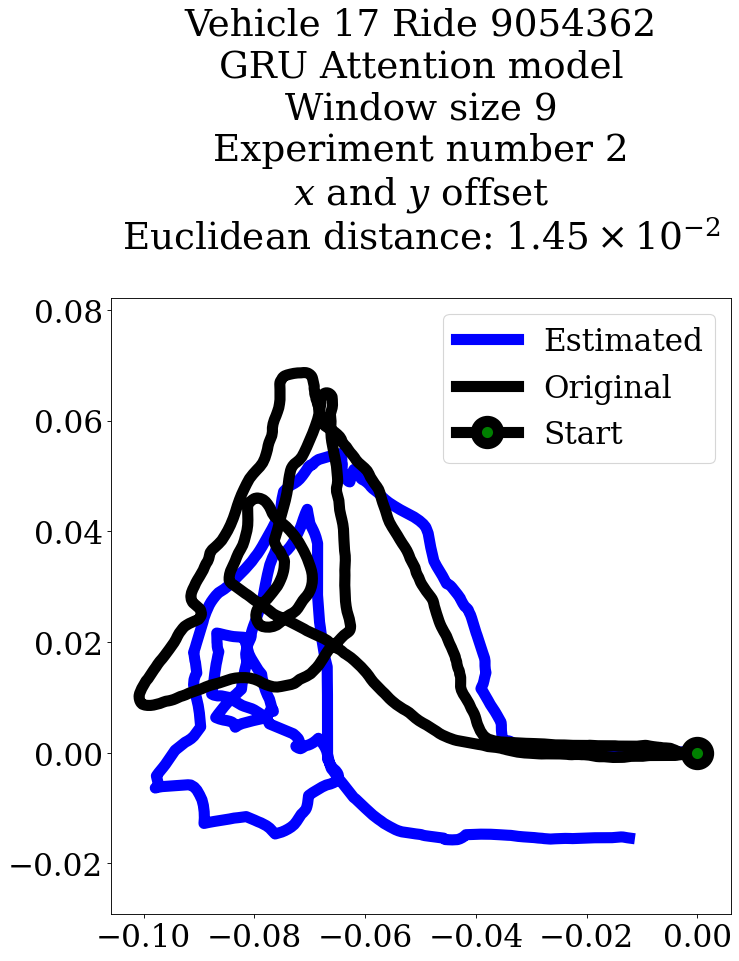 Vehicle 17 Ride 9054362
GRU Attention model
Window size 9
Experiment number 2
x and y offset
Euclidean distance: 1.45 × 10⁻²
0.08
0.06
0.04
0.02
0.00
−0.02
Estimated
Original
Start
−0.10 −0.08 −0.06 −0.04 −0.02 0.00